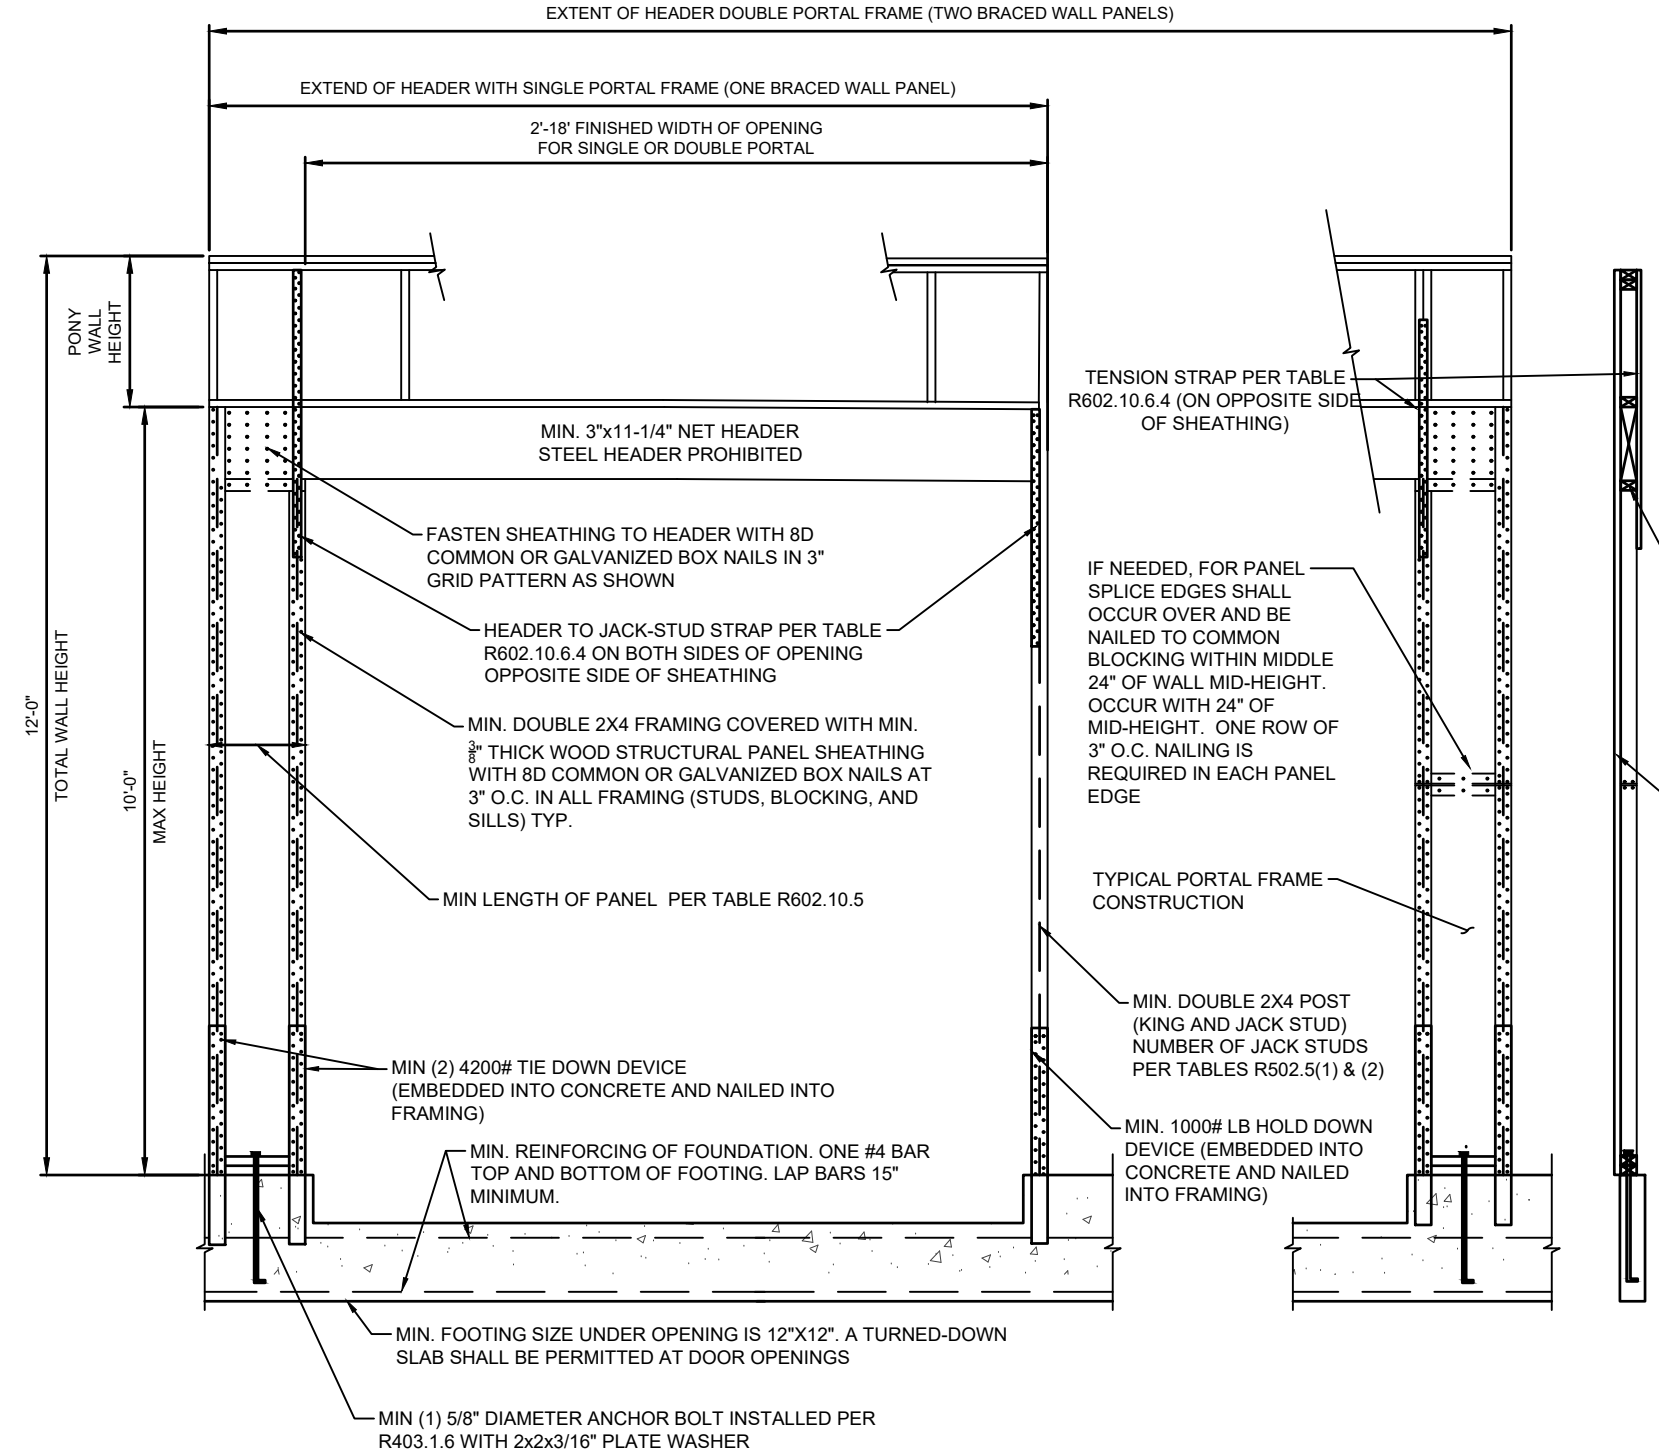 EXTENT OF HEADER DOUBLE PORTAL FRAME (TWO BRACED WALL PANELS)
EXTEND OF HEADER WITH SINGLE PORTAL FRAME (ONE BRACED WALL PANEL)
2'-18' FINISHED WIDTH OF OPENING
FOR SINGLE OR DOUBLE PORTAL
PONY
WALL
HEIGHT
12'-0"
TOTAL WALL HEIGHT
10'-0"
MAX HEIGHT
MIN. 3"x11-1/4" NET HEADER
STEEL HEADER PROHIBITED
TENSION STRAP PER TABLE
R602.10.6.4 (ON OPPOSITE SIDE
OF SHEATHING)
FASTEN SHEATHING TO HEADER WITH 8D
COMMON OR GALVANIZED BOX NAILS IN 3"
GRID PATTERN AS SHOWN
HEADER TO JACK-STUD STRAP PER TABLE
R602.10.6.4 ON BOTH SIDES OF OPENING
OPPOSITE SIDE OF SHEATHING
IF NEEDED, FOR PANEL
SPLICE EDGES SHALL
OCCUR OVER AND BE
NAILED TO COMMON
BLOCKING WITHIN MIDDLE
24" OF WALL MID-HEIGHT.
OCCUR WITH 24" OF
MID-HEIGHT. ONE ROW OF
3" O.C. NAILING IS
REQUIRED IN EACH PANEL
EDGE
MIN. DOUBLE 2X4 FRAMING COVERED WITH MIN.
3/8" THICK WOOD STRUCTURAL PANEL SHEATHING
WITH 8D COMMON OR GALVANIZED BOX NAILS AT
3" O.C. IN ALL FRAMING (STUDS, BLOCKING, AND
SILLS) TYP.
MIN LENGTH OF PANEL PER TABLE R602.10.5
TYPICAL PORTAL FRAME
CONSTRUCTION
MIN. DOUBLE 2X4 POST
(KING AND JACK STUD)
NUMBER OF JACK STUDS
PER TABLES R502.5(1) & (2)
MIN (2) 4200# TIE DOWN DEVICE
(EMBEDDED INTO CONCRETE AND NAILED INTO
FRAMING)
MIN. 1000# LB HOLD DOWN
DEVICE (EMBEDDED INTO
CONCRETE AND NAILED
INTO FRAMING)
MIN. REINFORCING OF FOUNDATION. ONE #4 BAR
TOP AND BOTTOM OF FOOTING. LAP BARS 15"
MINIMUM.
MIN. FOOTING SIZE UNDER OPENING IS 12"X12". A TURNED-DOWN
SLAB SHALL BE PERMITTED AT DOOR OPENINGS
MIN (1) 5/8" DIAMETER ANCHOR BOLT INSTALLED PER
R403.1.6 WITH 2x2x3/16" PLATE WASHER